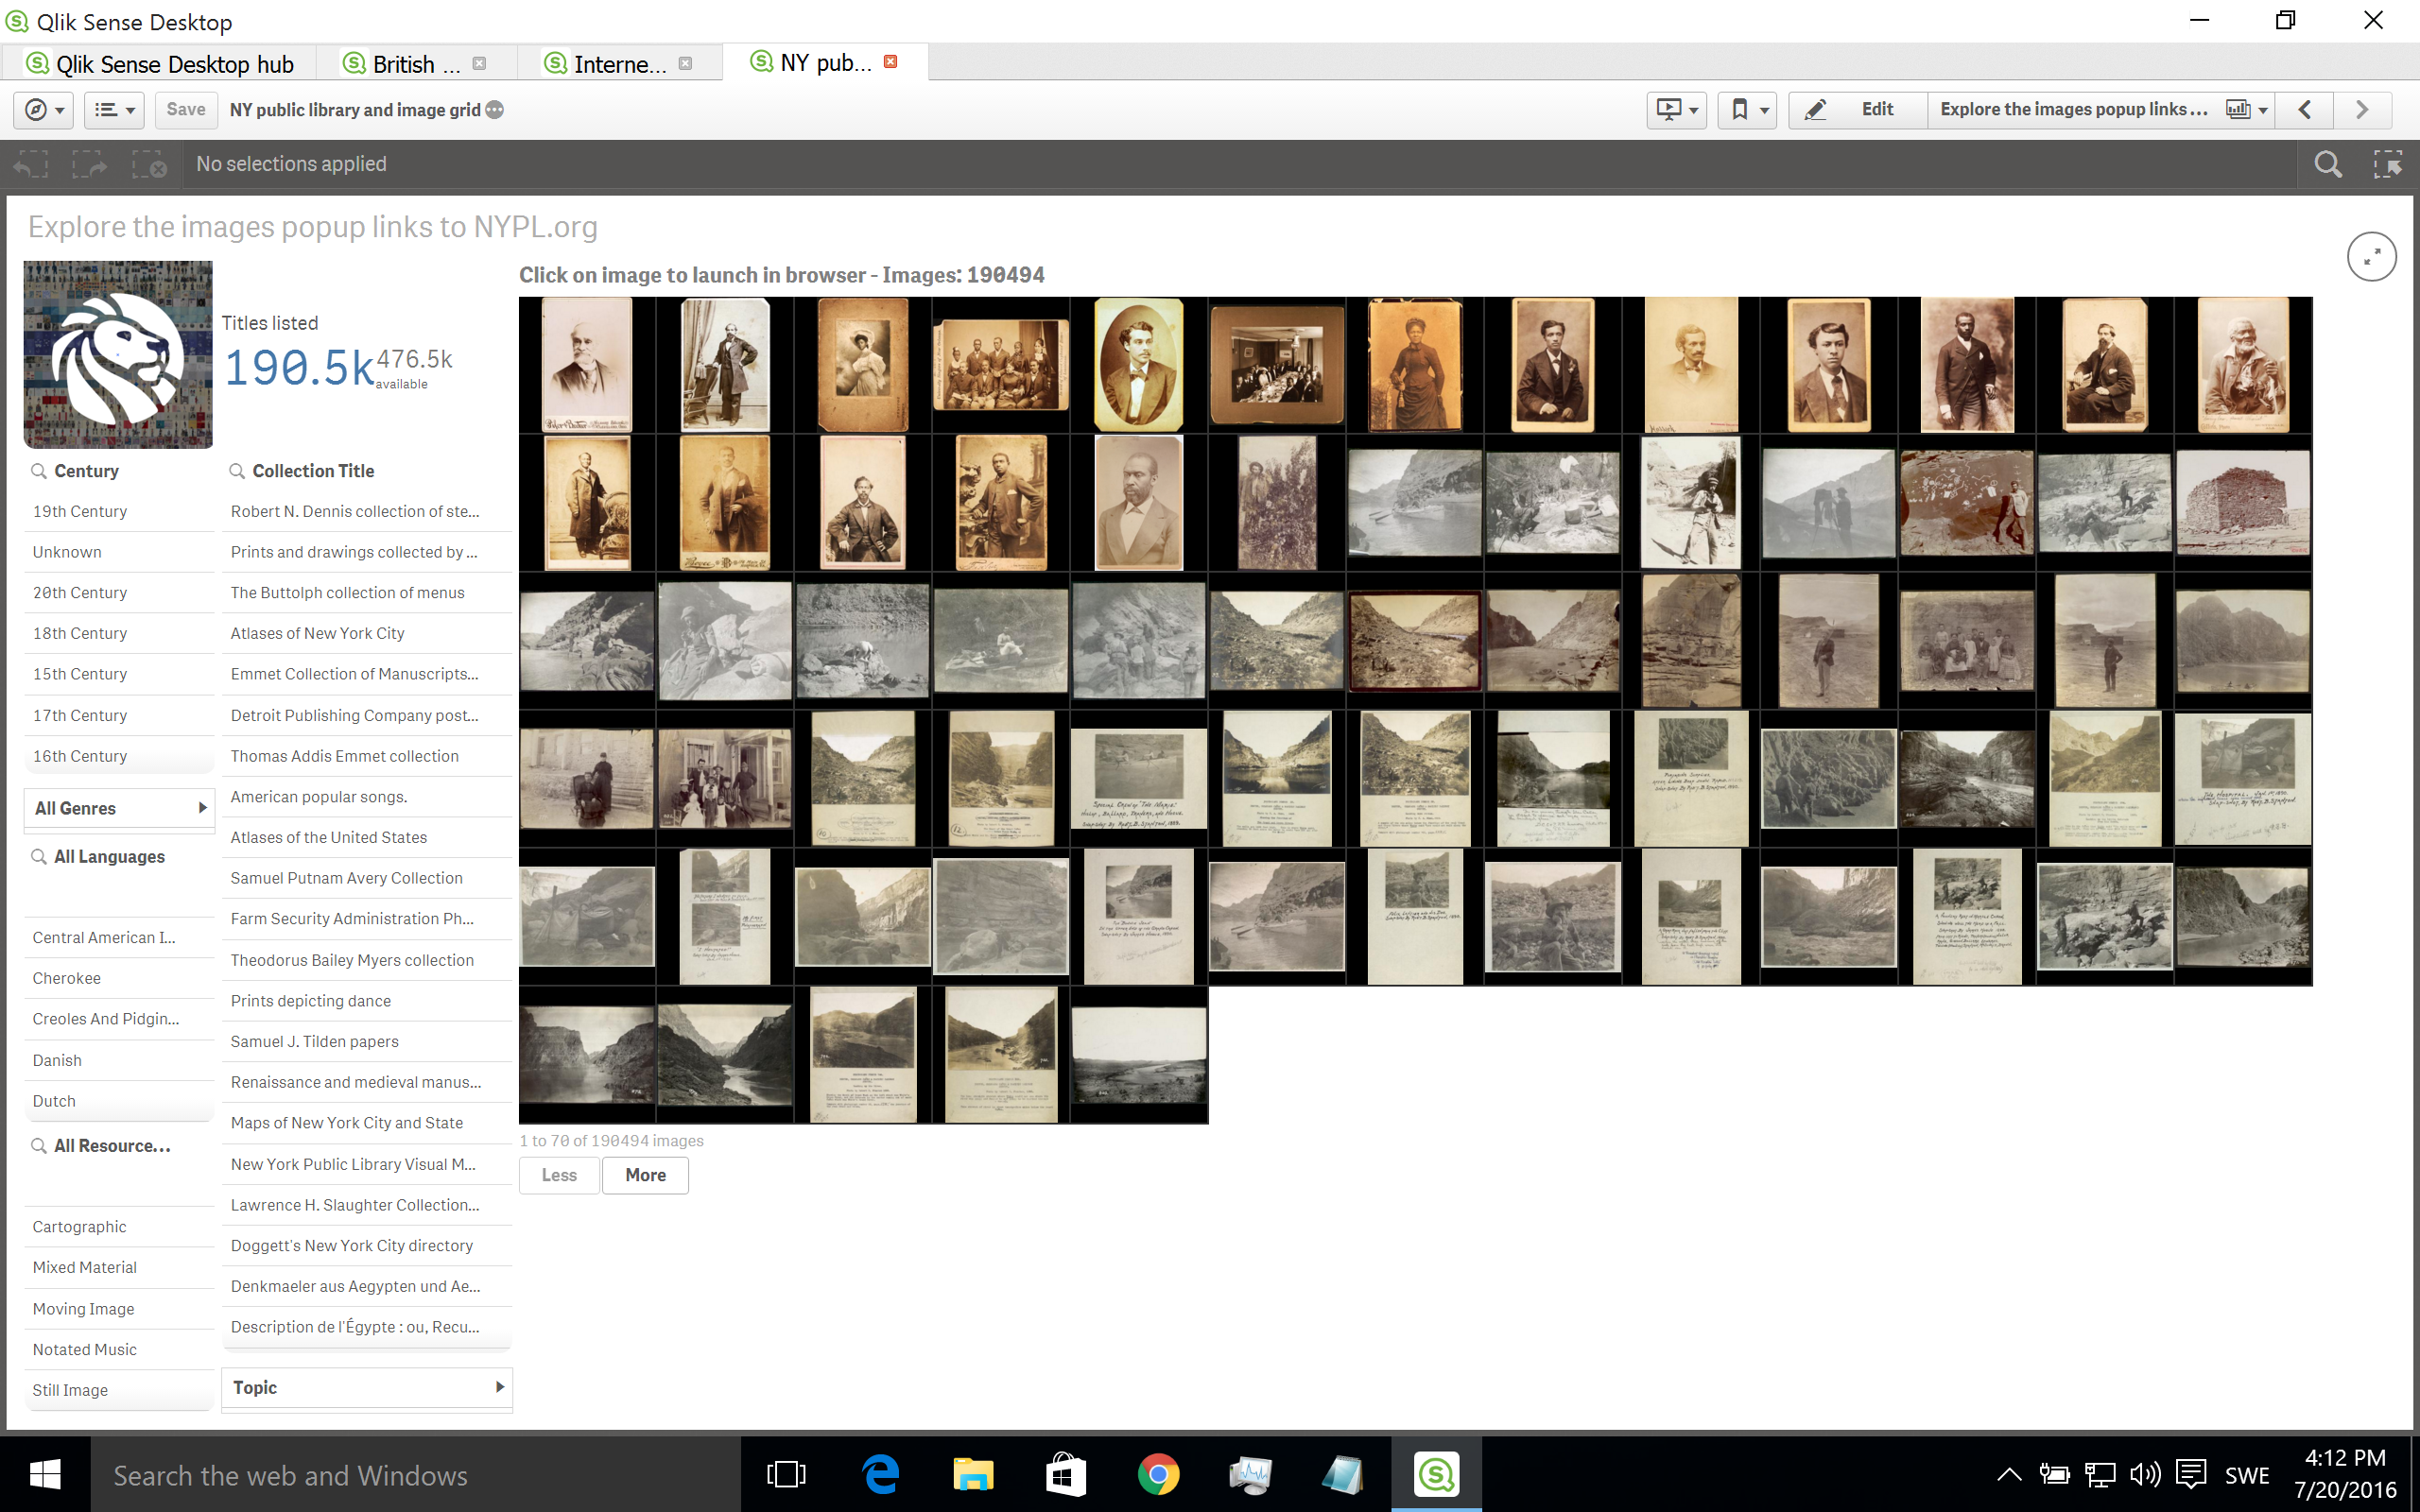 Qlik Sense Desktop
Qlik Sense Desktop hub
British ...
Interne...
NY pub...
Save
NY public library and image grid
Edit
Explore the images popup links ...
No selections applied
Explore the images popup links to NYPL.org
Titles listed
190.5k
476.5k
available
Century
19th Century
Unknown
20th Century
18th Century
15th Century
17th Century
16th Century
All Genres
All Languages
Central American I...
Cherokee
Creoles And Pidgin...
Danish
Dutch
All Resource...
Cartographic
Mixed Material
Moving Image
Notated Music
Still Image
Collection Title
Robert N. Dennis collection of ste...
Prints and drawings collected by ...
The Buttolph collection of menus
Atlases of New York City
Emmet Collection of Manuscripts...
Detroit Publishing Company post...
Thomas Addis Emmet collection
American popular songs.
Atlases of the United States
Samuel Putnam Avery Collection
Farm Security Administration Ph...
Theodorus Bailey Myers collection
Prints depicting dance
Samuel J. Tilden papers
Renaissance and medieval manus...
Maps of New York City and State
New York Public Library Visual M...
Lawrence H. Slaughter Collection...
Doggett's New York City directory
Denkmaeler aus Aegypten und Ae...
Description de l'Égypte : ou, Recu...
Topic
Click on image to launch in browser - Images: 190494
1 to 70 of 190494 images
Less
More
Search the web and Windows
SWE
4:12 PM
7/20/2016